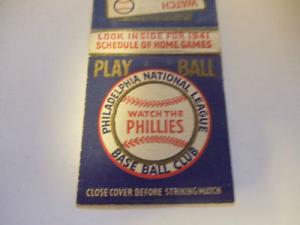 WATCH
LOOK INSIDE FOR 1941
SCHEDULE OF HOME GAMES
PLAY BALL
PHILADELPHIA NATIONAL LEAGUE
WATCH THE
PHILLIES
BASE BALL CLUB
CLOSE COVER BEFORE STRIKING MATCH